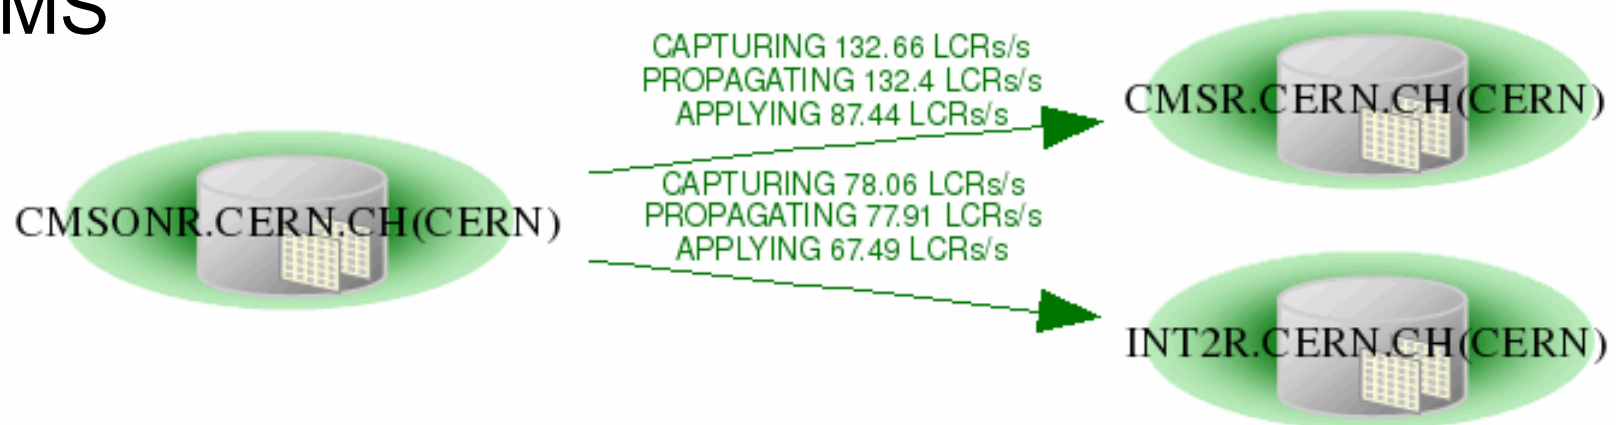 MS
CAPTURING 132.66 LCRs/s
PROPAGATING 132.4 LCRs/s
APPLYING 87.44 LCRs/s
CMSR.CERN.CH(CERN)
CAPTURING 78.06 LCRs/s
PROPAGATING 77.91 LCRs/s
APPLYING 67.49 LCRs/s
CMSONR.CERN.CH(CERN)
INT2R.CERN.CH(CERN)